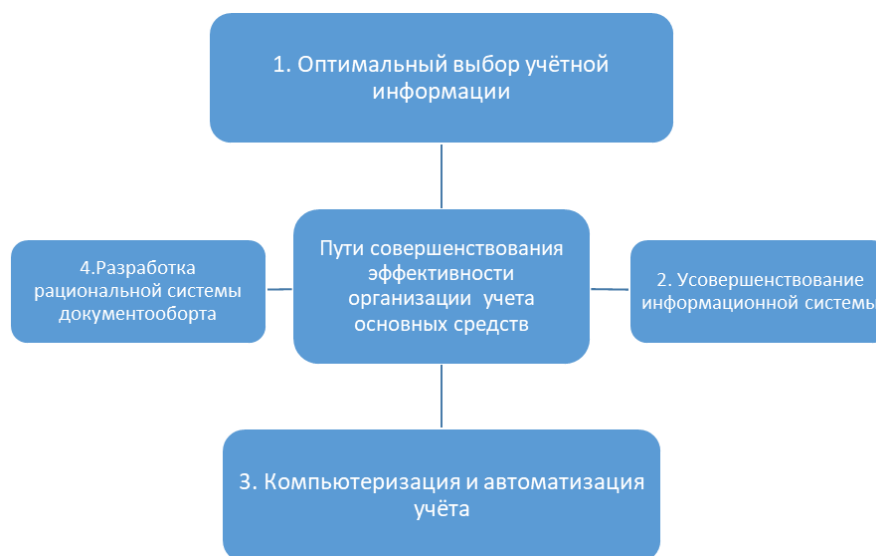 1. Оптимальный выбор учётной
информации
Пути совершенствования
эффективности
организации учета
основных средств
4.Разработка
рациональной системы
документооборта
2. Усовершенствование
информационной системы
3. Компьютеризация и автоматизация
учёта